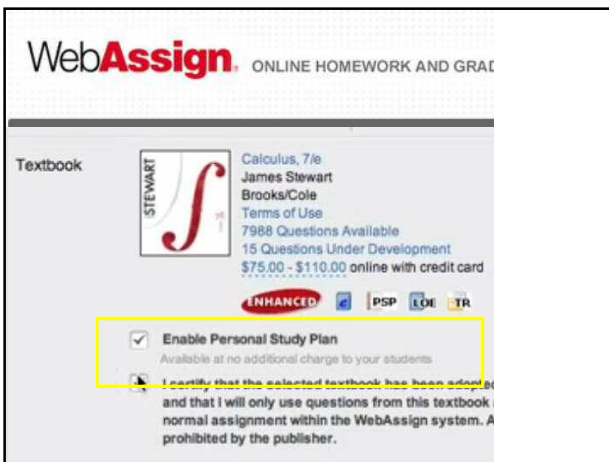 WebAssign. ONLINE HOMEWORK AND GRAD
Textbook
STEWART
Calculus, 7/e
James Stewart
Brooks/Cole
Terms of Use
7988 Questions Available
15 Questions Under Development
$75.00 - $110.00 online with credit card
ENHANCED e PSP LOE TR
Enable Personal Study Plan
Available at no additional charge to your students
I certify that the selected textbook has been adopted
and that I will only use questions from this textbook
normal assignment within the WebAssign system. A
prohibited by the publisher.